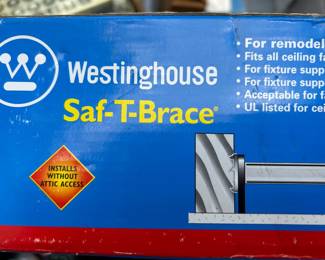 Westinghouse
Saf-T-Brace®
• For remodel
• Fits all ceiling fa
• For fixture supp
• For fixture supp
• Acceptable for f
• UL listed for cei
INSTALLS
WITHOUT
ATTIC ACCESS